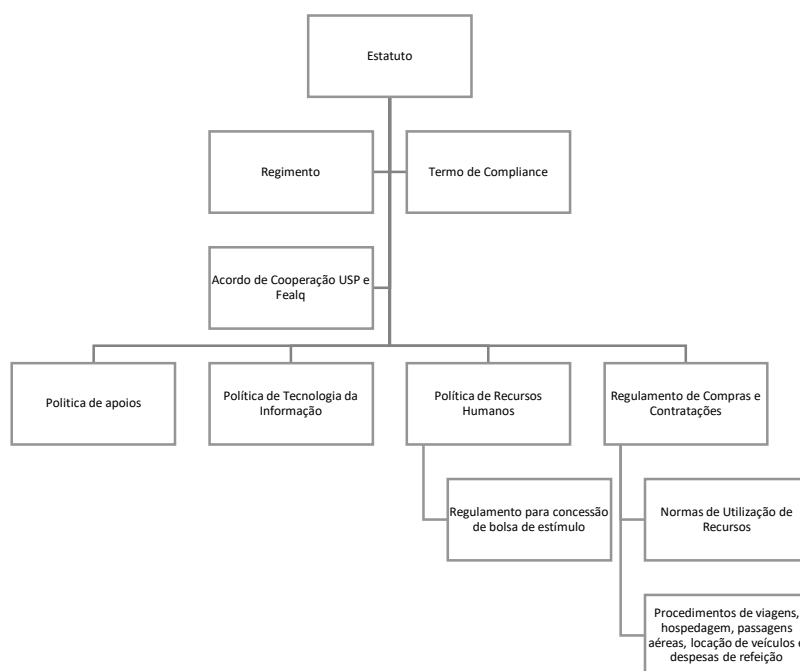 Estatuto
Regimento
Termo de Compliance
Acordo de Cooperação USP e
Fealq
Politica de apoios
Política de Tecnologia da
Informação
Política de Recursos
Humanos
Regulamento de Compras e
Contratações
Regulamento para concessão
de bolsa de estímulo
Normas de Utilização de
Recursos
Procedimentos de viagens,
hospedagem, passagens
aéreas, locação de veículos e
despesas de refeição